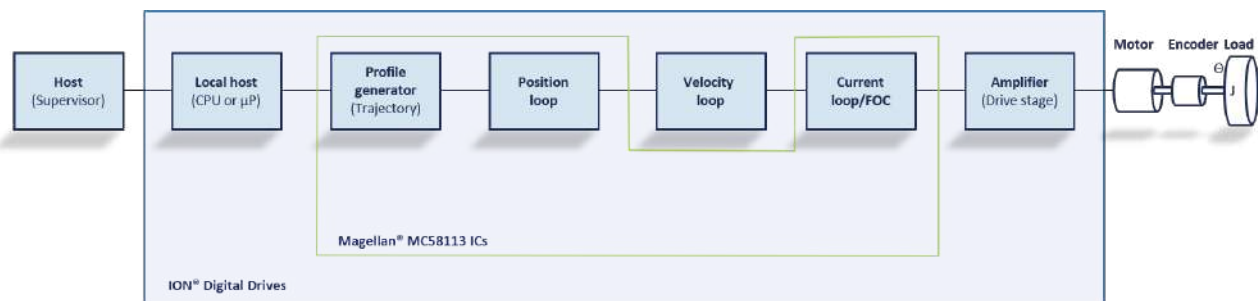 Host
(Supervisor)
Local host
(CPU or µP)
Profile
generator
(Trajectory)
Position
loop
Velocity
loop
Current
loop/FOC
Amplifier
(Drive stage)
Motor Encoder Load
Θ
J
Magellan® MC58113 ICs
ION® Digital Drives